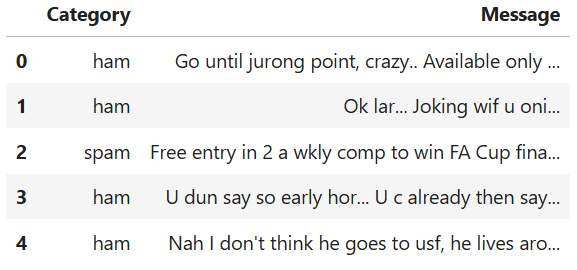 Category Message
0 ham Go until jurong point, crazy.. Available only ...
1 ham Ok lar... Joking wif u oni...
2 spam Free entry in 2 a wkly comp to win FA Cup fina...
3 ham U dun say so early hor... U c already then say...
4 ham Nah I don't think he goes to usf, he lives aro...